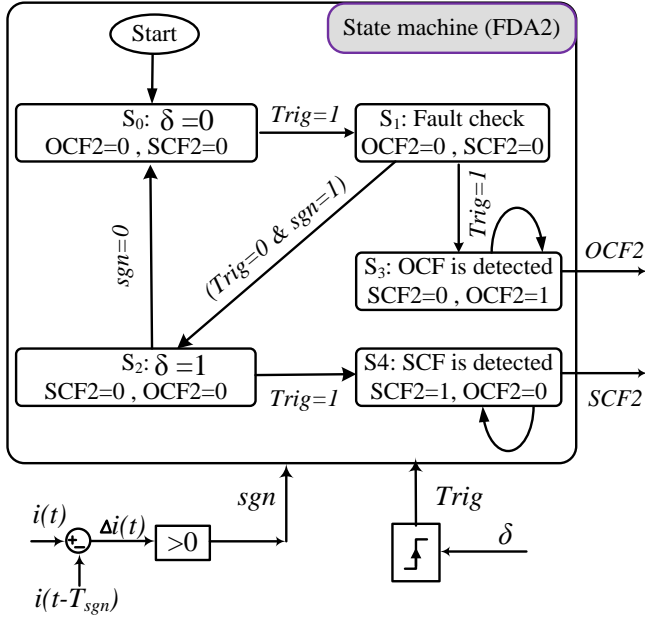 State machine (FDA2)
Start
S₀: δ =0
OCF2=0 , SCF2=0
Trig=1
S₁: Fault check
OCF2=0 , SCF2=0
sgn=0
(Trig=0 & sgn=1)
Trig=1
S₃: OCF is detected
SCF2=0 , OCF2=1
OCF2
S₂: δ =1
SCF2=0 , OCF2=0
Trig=1
S4: SCF is detected
SCF2=1, OCF2=0
SCF2
sgn
Trig
i(t)
Δi(t)
>0
δ
i(t-Tsgn)